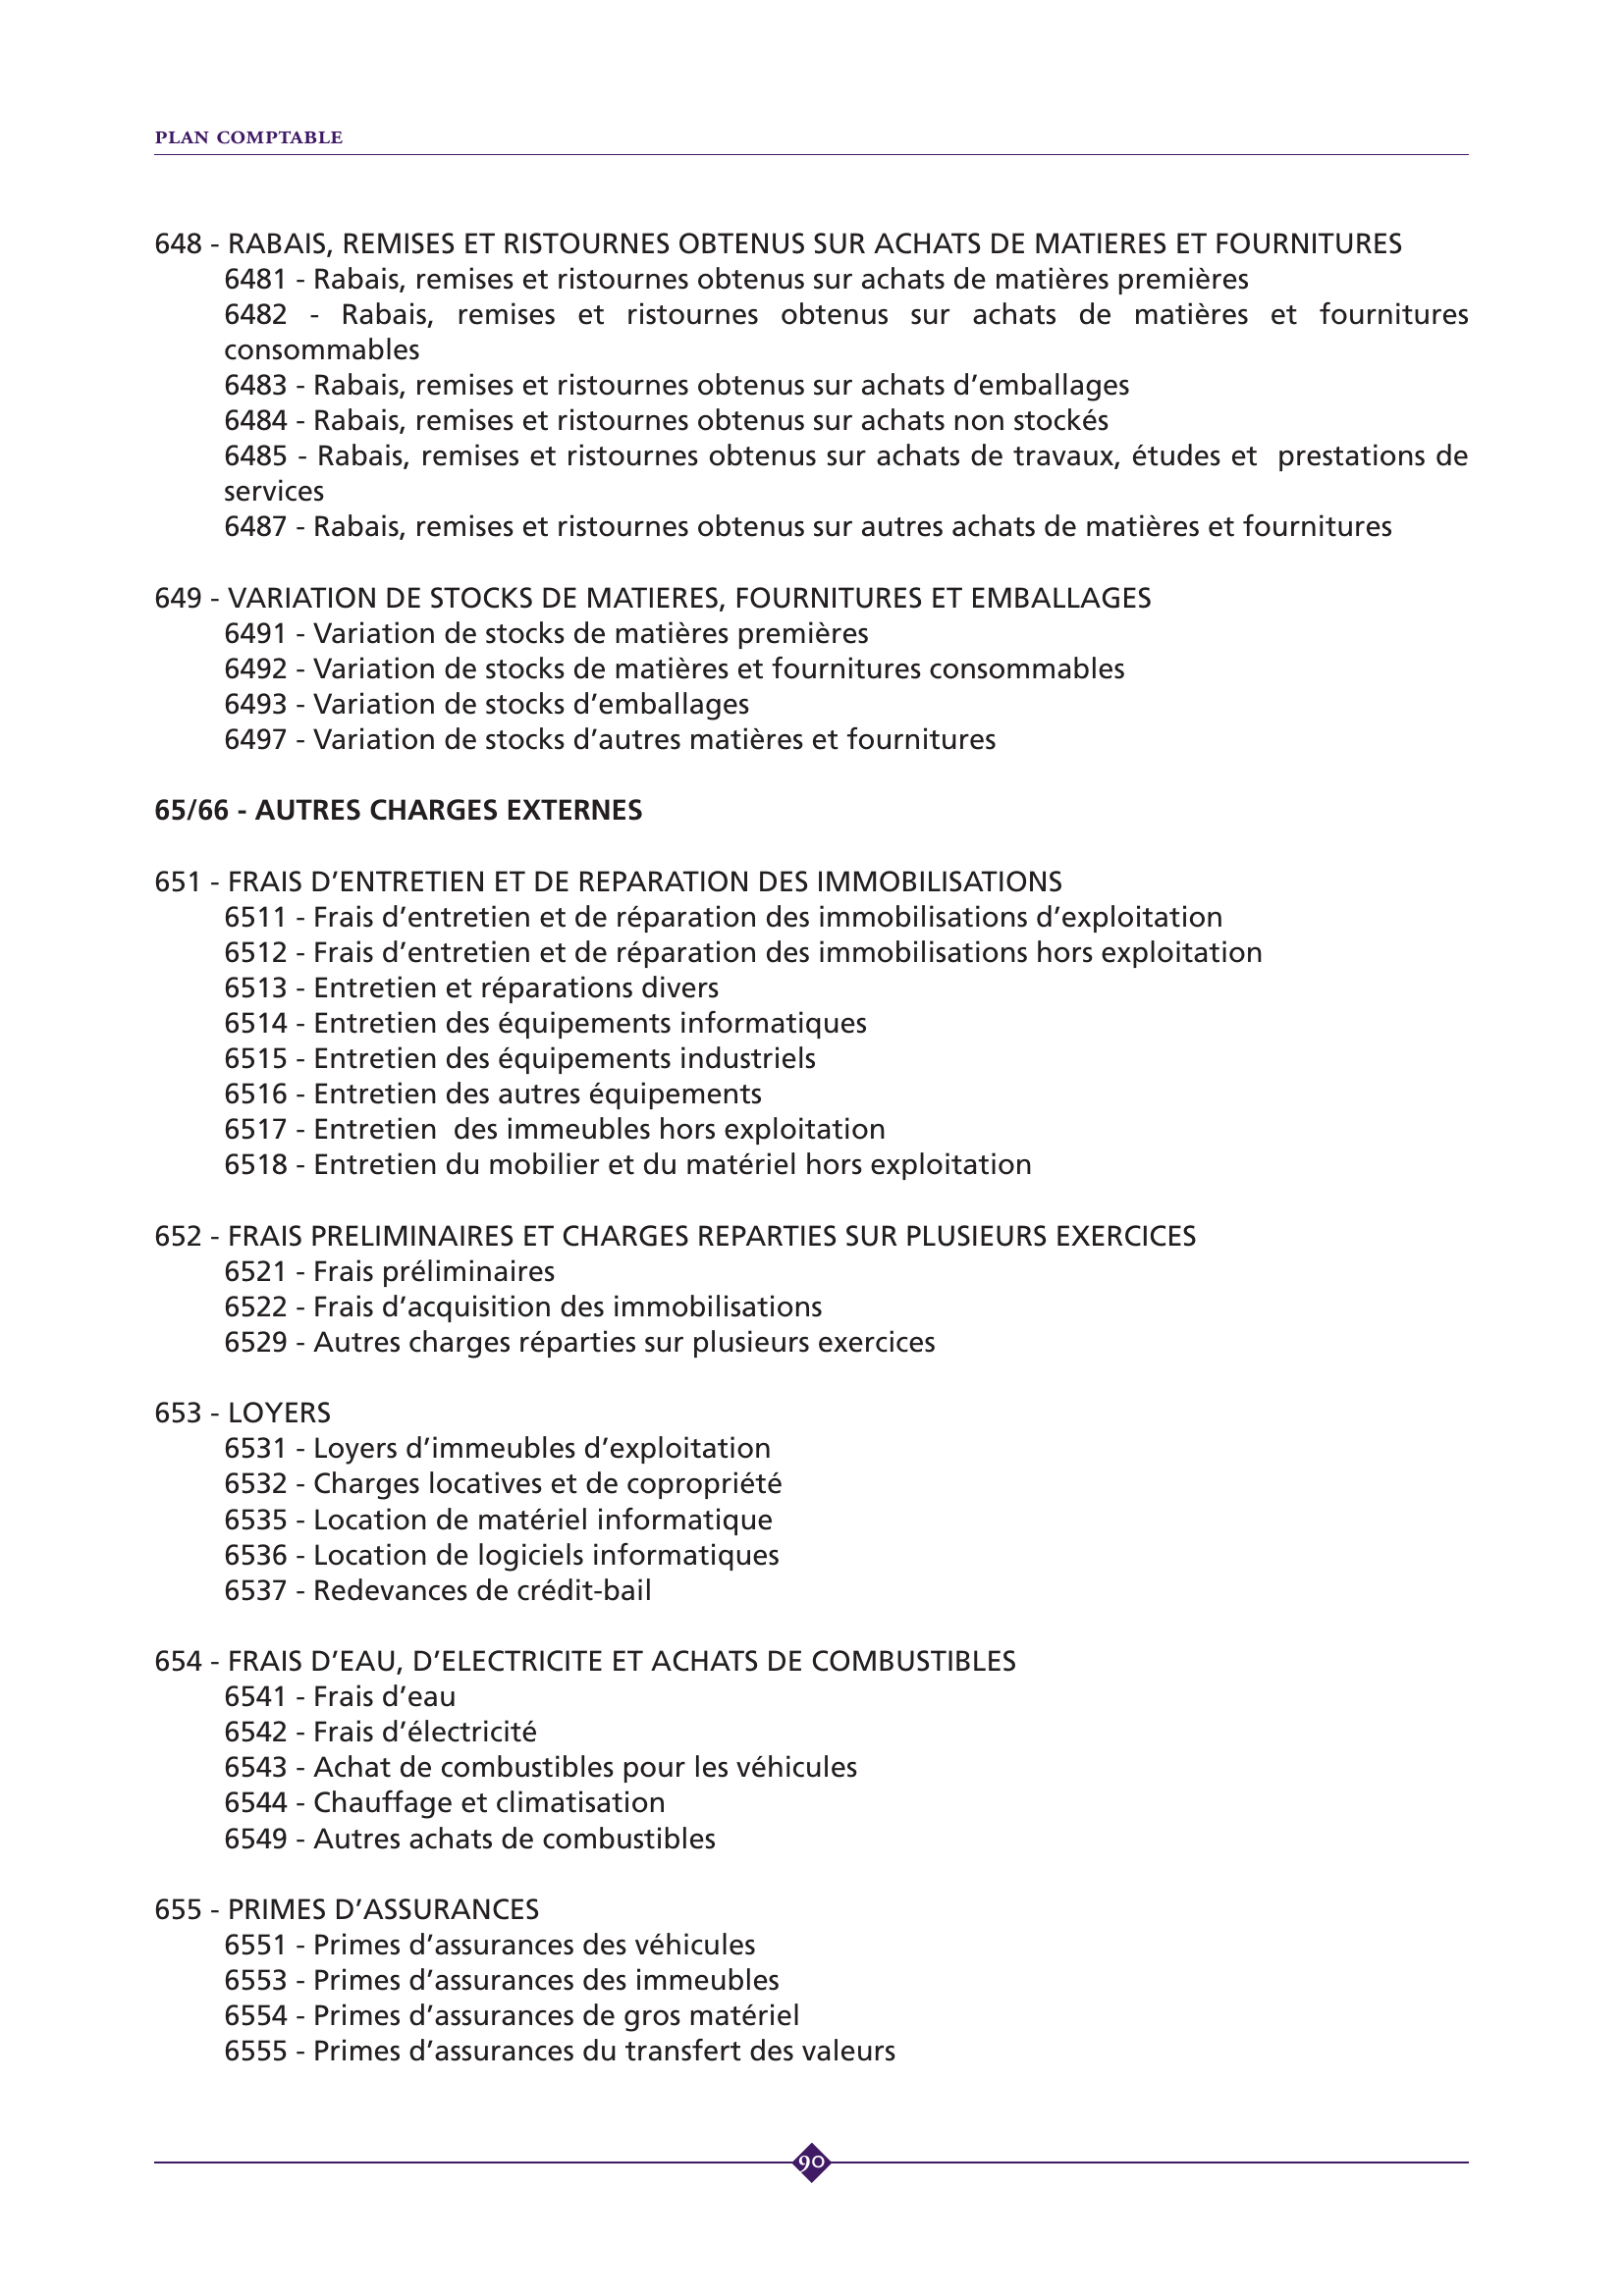 PLAN COMPTABLE
648 - RABAIS, REMISES ET RISTOURNES OBTENUS SUR ACHATS DE MATIERES ET FOURNITURES
6481 - Rabais, remises et ristournes obtenus sur achats de matières premières
6482 - Rabais, remises et ristournes obtenus sur achats de matières et fournitures
consommables
6483 - Rabais, remises et ristournes obtenus sur achats d’emballages
6484 - Rabais, remises et ristournes obtenus sur achats non stockés
6485 - Rabais, remises et ristournes obtenus sur achats de travaux, études et  prestations de
services
6487 - Rabais, remises et ristournes obtenus sur autres achats de matières et fournitures
649 - VARIATION DE STOCKS DE MATIERES, FOURNITURES ET EMBALLAGES
6491 - Variation de stocks de matières premières
6492 - Variation de stocks de matières et fournitures consommables
6493 - Variation de stocks d’emballages
6497 - Variation de stocks d’autres matières et fournitures
65/66 - AUTRES CHARGES EXTERNES
651 - FRAIS D’ENTRETIEN ET DE REPARATION DES IMMOBILISATIONS
6511 - Frais d’entretien et de réparation des immobilisations d’exploitation
6512 - Frais d’entretien et de réparation des immobilisations hors exploitation
6513 - Entretien et réparations divers
6514 - Entretien des équipements informatiques
6515 - Entretien des équipements industriels
6516 - Entretien des autres équipements
6517 - Entretien  des immeubles hors exploitation
6518 - Entretien du mobilier et du matériel hors exploitation
652 - FRAIS PRELIMINAIRES ET CHARGES REPARTIES SUR PLUSIEURS EXERCICES
6521 - Frais préliminaires
6522 - Frais d’acquisition des immobilisations
6529 - Autres charges réparties sur plusieurs exercices
653 - LOYERS
6531 - Loyers d’immeubles d’exploitation
6532 - Charges locatives et de copropriété
6535 - Location de matériel informatique
6536 - Location de logiciels informatiques
6537 - Redevances de crédit-bail
654 - FRAIS D’EAU, D’ELECTRICITE ET ACHATS DE COMBUSTIBLES
6541 - Frais d’eau
6542 - Frais d’électricité
6543 - Achat de combustibles pour les véhicules
6544 - Chauffage et climatisation
6549 - Autres achats de combustibles
655 - PRIMES D’ASSURANCES
6551 - Primes d’assurances des véhicules
6553 - Primes d’assurances des immeubles
6554 - Primes d’assurances de gros matériel
6555 - Primes d’assurances du transfert des valeurs
90